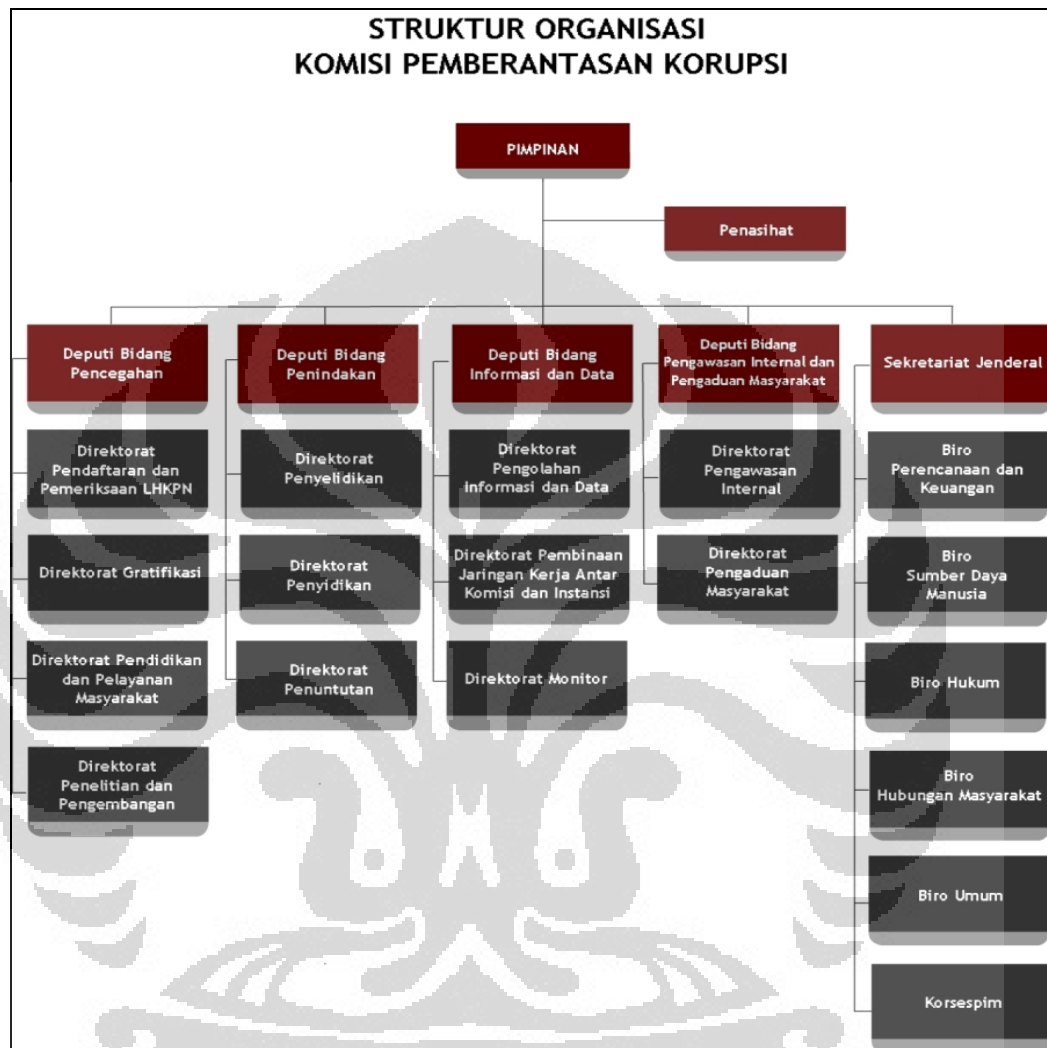 STRUKTUR ORGANISASI
KOMISI PEMBERANTASAN KORUPSI
PIMPINAN
Penasihat
Deputi Bidang
Pencegahan
Deputi Bidang
Penindakan
Deputi Bidang
Informasi dan Data
Deputi Bidang
Pengawasan Internal dan
Pengaduan Masyarakat
Sekretariat Jenderal
Direktorat
Pendaftaran dan
Pemeriksaan LHKPN
Direktorat Gratifikasi
Direktorat Pendidikan
dan Pelayanan
Masyarakat
Direktorat
Penelitian dan
Pengembangan
Direktorat
Penyelidikan
Direktorat
Penyidikan
Direktorat
Penuntutan
Direktorat
Pengolahan
Informasi dan Data
Direktorat Pembinaan
Jaringan Kerja Antar
Komisi dan Instansi
Direktorat Monitor
Direktorat
Pengawasan
Internal
Direktorat
Pengaduan
Masyarakat
Biro
Perencanaan dan
Keuangan
Biro
Sumber Daya
Manusia
Biro Hukum
Biro
Hubungan Masyarakat
Biro Umum
Korsespim